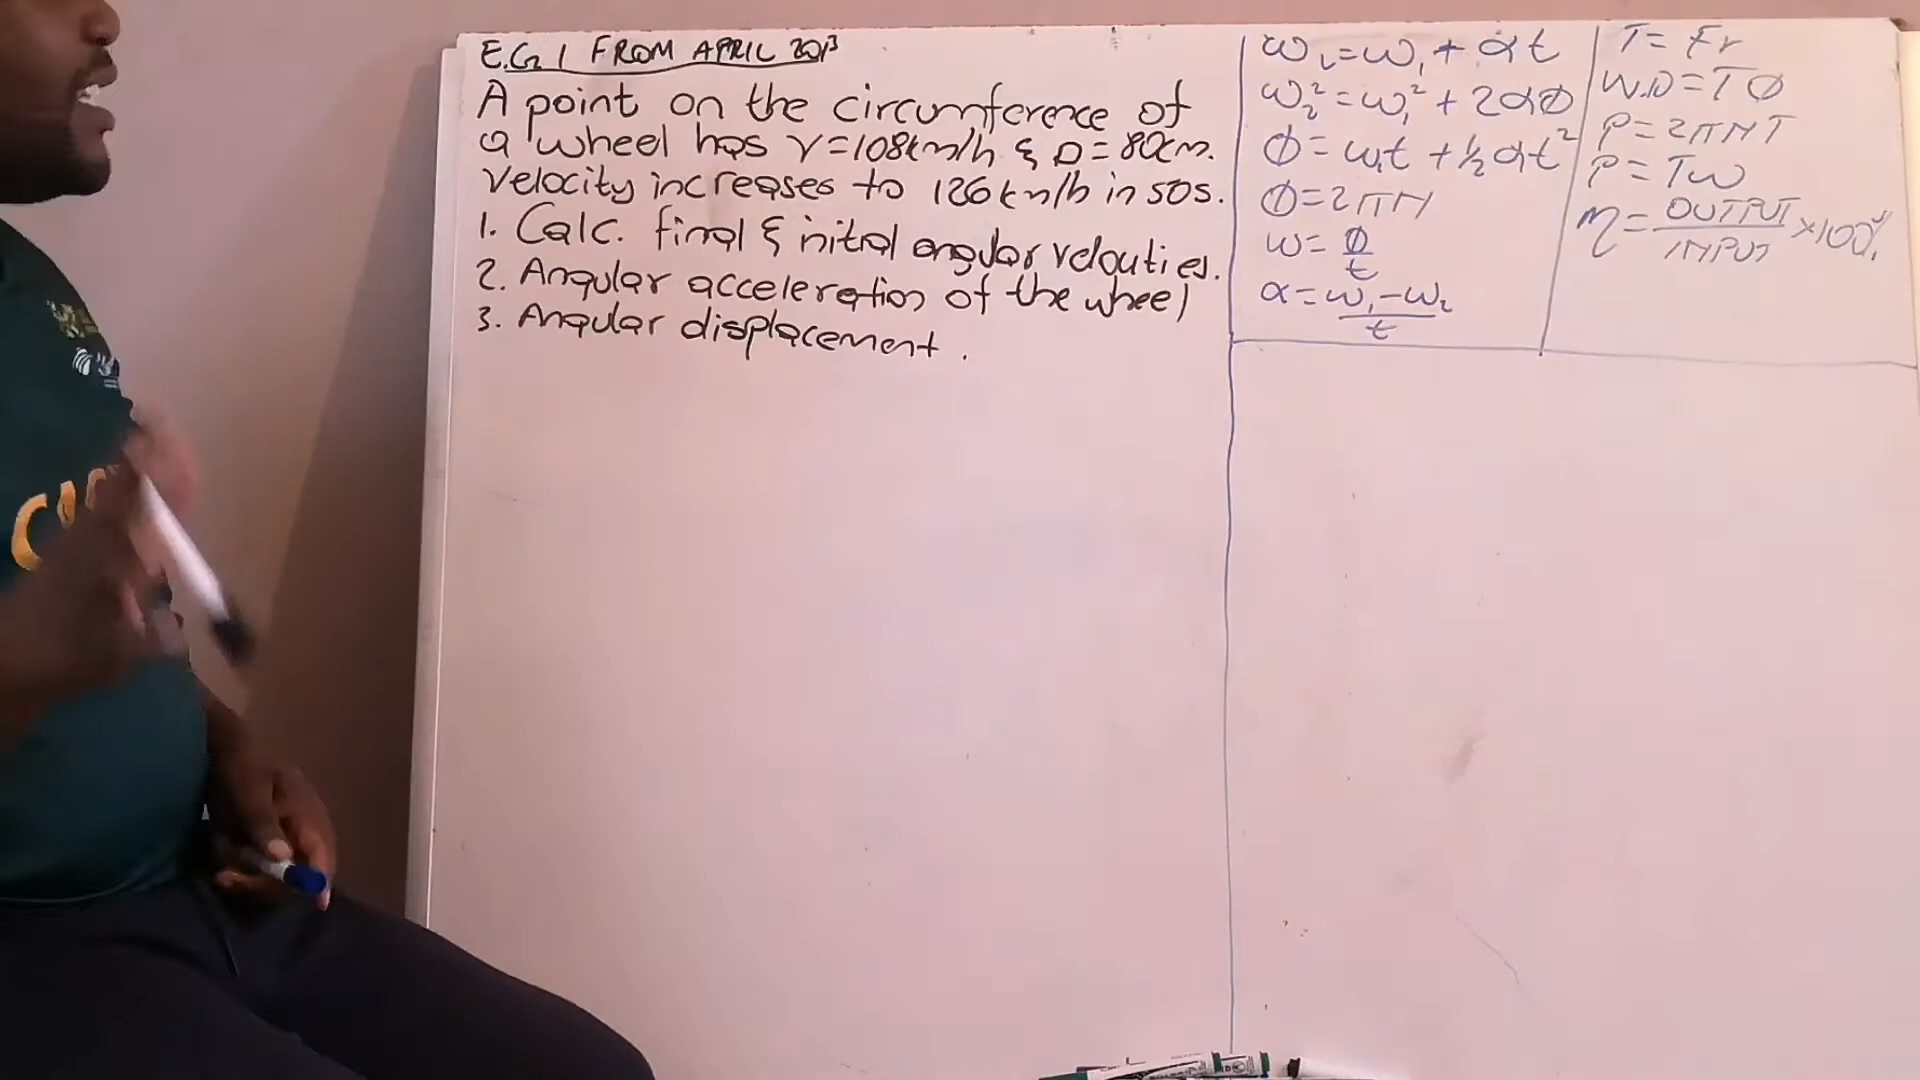 E.G 1 FROM APRIL 2013
A point on the circumference of
a wheel has v=108km/h & D=80cm.
Velocity increases to 126km/h in 50s.
1. Calc. final & initial angular velocities.
2. Angular acceleration of the wheel
3. Angular displacement.
ω₂=ω₁+αt
ω₂²=ω₁²+2αØ
Ø=ω₁t+½αt²
Ø=2πN
ω=Ø/t
α=ω₁-ω₂/t
T=Fr
W.D=TØ
P=2πNT
P=Tω
η=OUTPUT/INPUT×100%